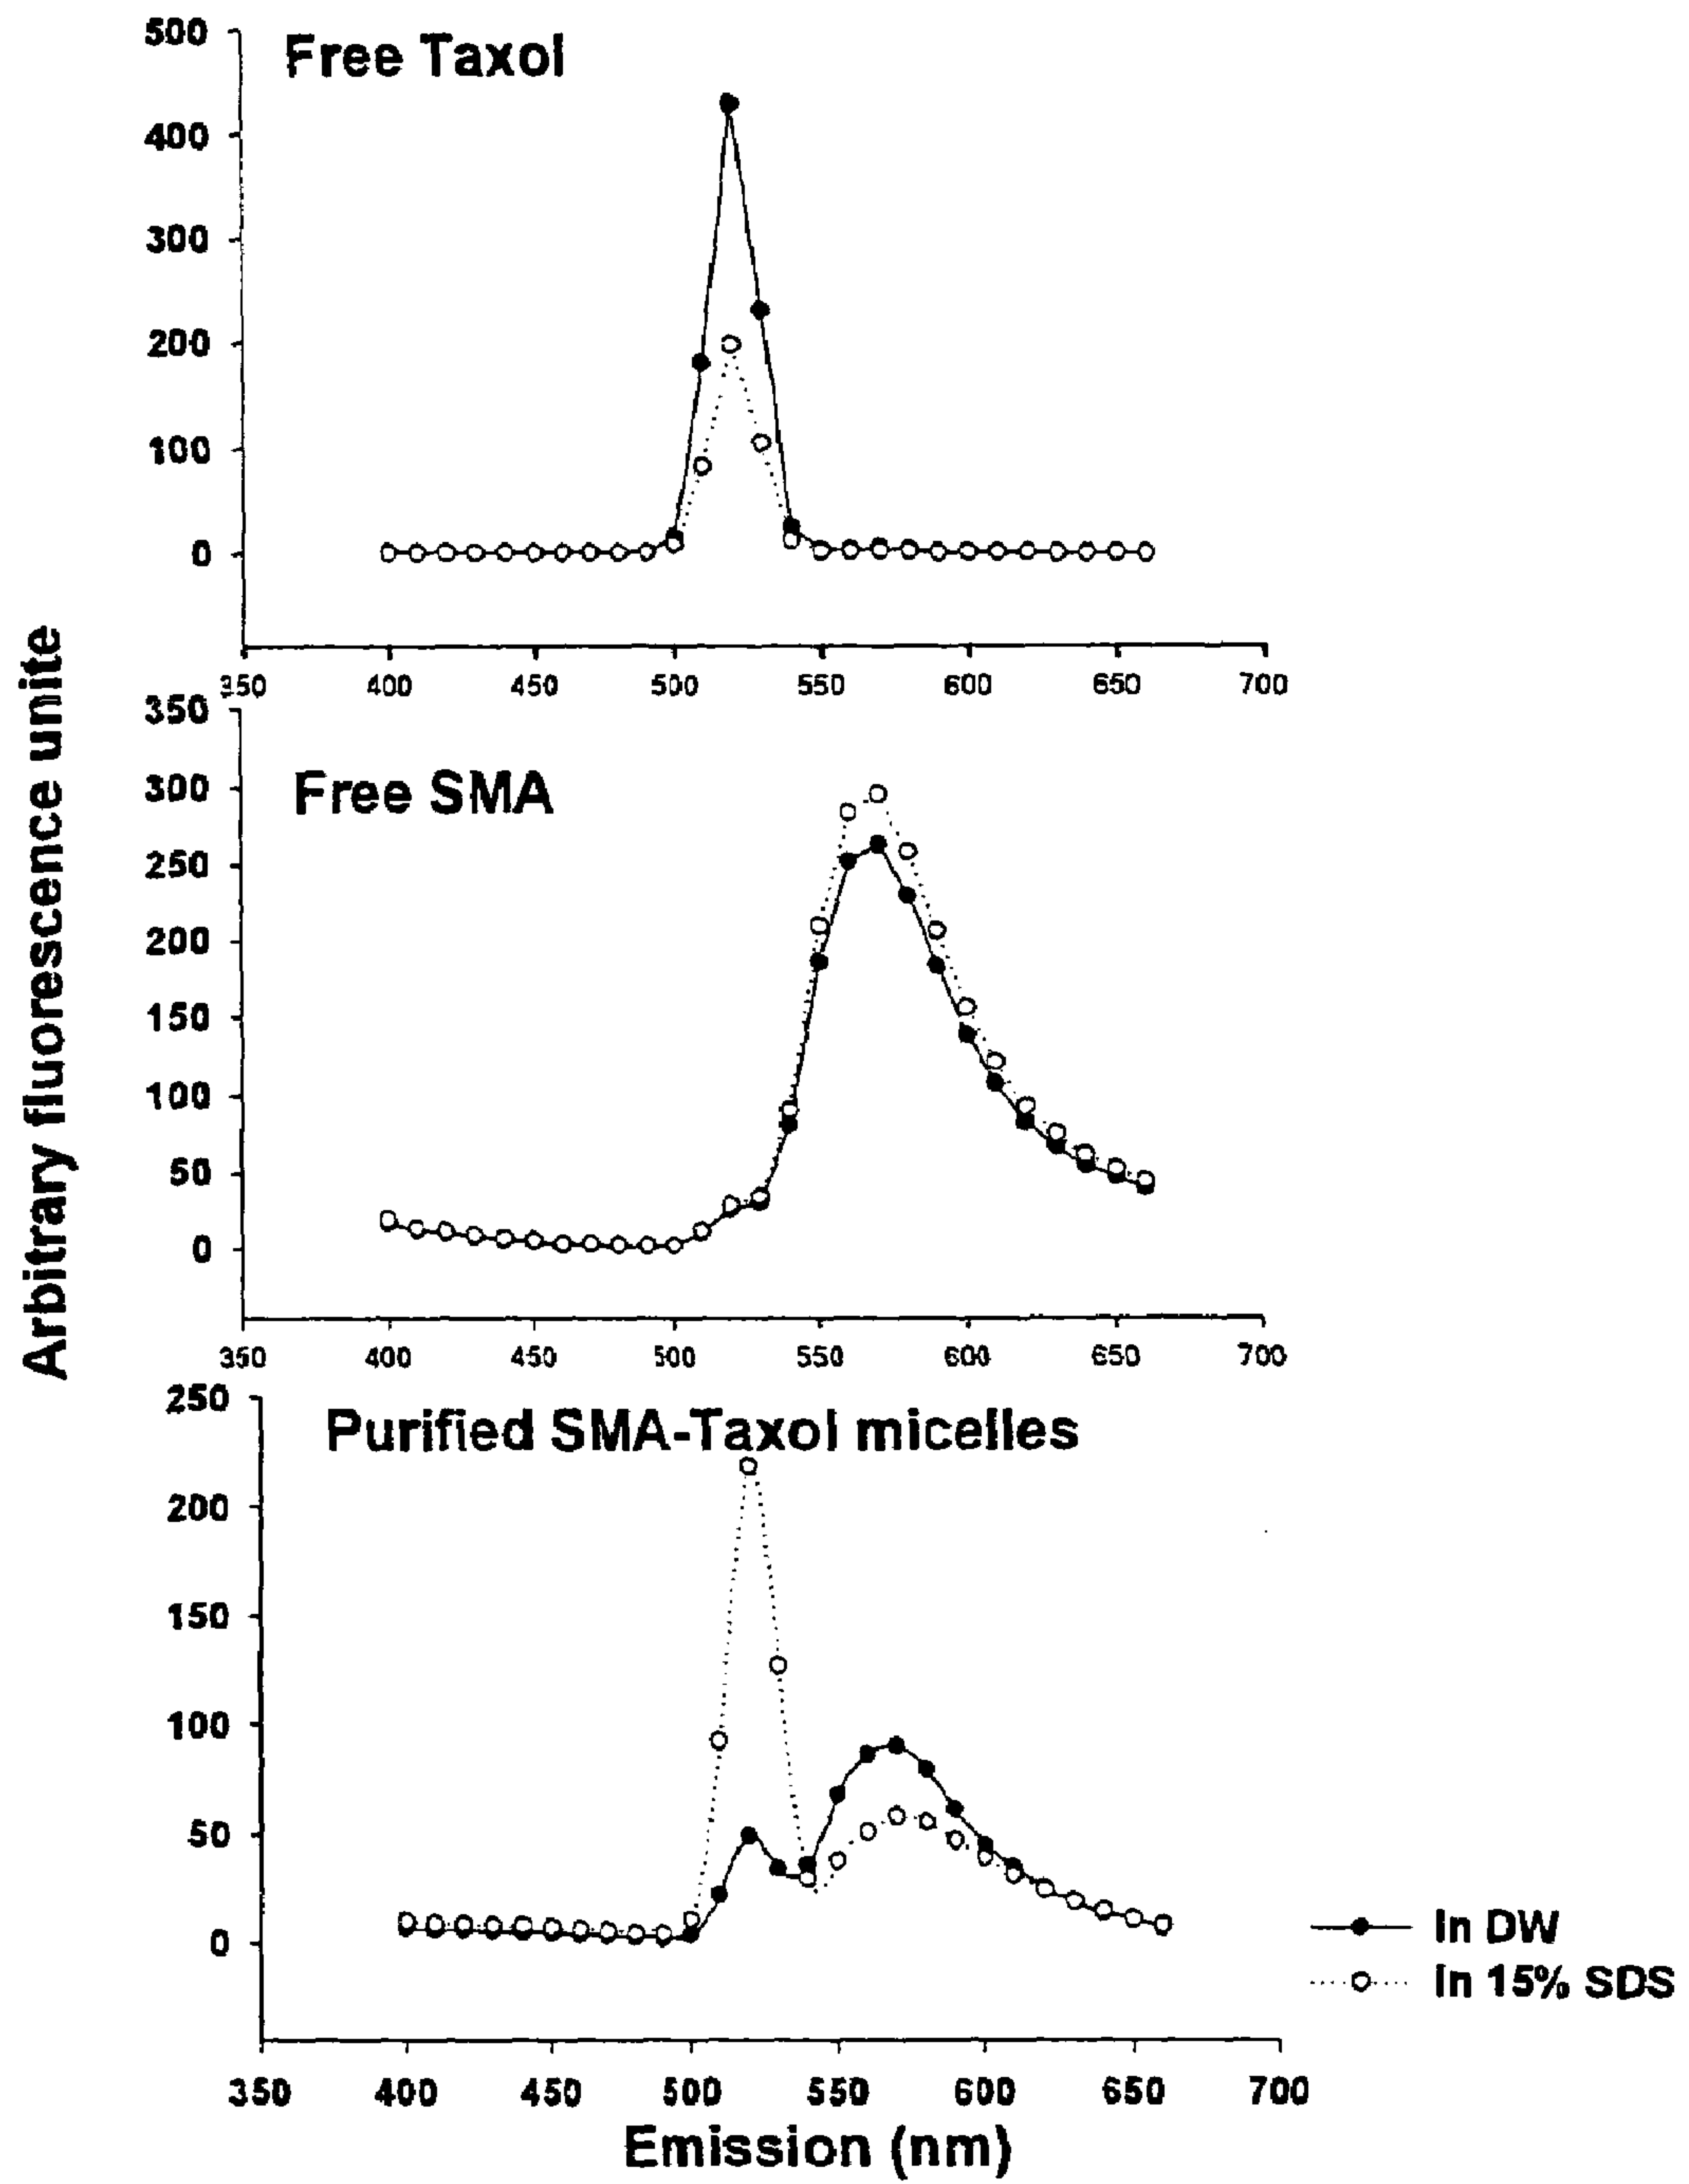 500
Free Taxol
400
300
200
100
0
350 400 450 500 550 600 650 700
350
Free SMA
300
250
200
150
100
50
0
350 400 450 500 550 600 650 700
250
Purified SMA-Taxol micelles
200
150
100
50
0
In DW
In 15% SDS
350 400 450 500 550 600 650 700
Emission (nm)
Arbitrary fluorescence unite